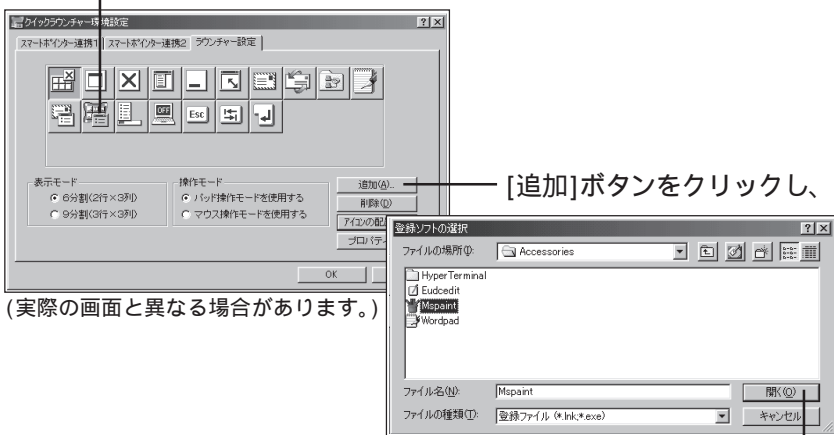 クイックランチャー環境設定
スマートポインター連携1 スマートポインター連携2 ラウンチャー設定
OFF
Esc
表示モード
6分割(2行×3列)
9分割(3行×3列)
操作モード
パッド操作モードを使用する
マウス操作モードを使用する
追加(A)...
削除(D)
アイコンの配
プロパティ
OK
[追加]ボタンをクリックし、
(実際の画面と異なる場合があります。)
登録ソフトの選択
ファイルの場所(I):
Accessories
HyperTerminal
Eudcedit
Mspaint
Wordpad
ファイル名(N):
Mspaint
開く(O)
ファイルの種類(T):
登録ファイル (*.lnk;*.exe)
キャンセル